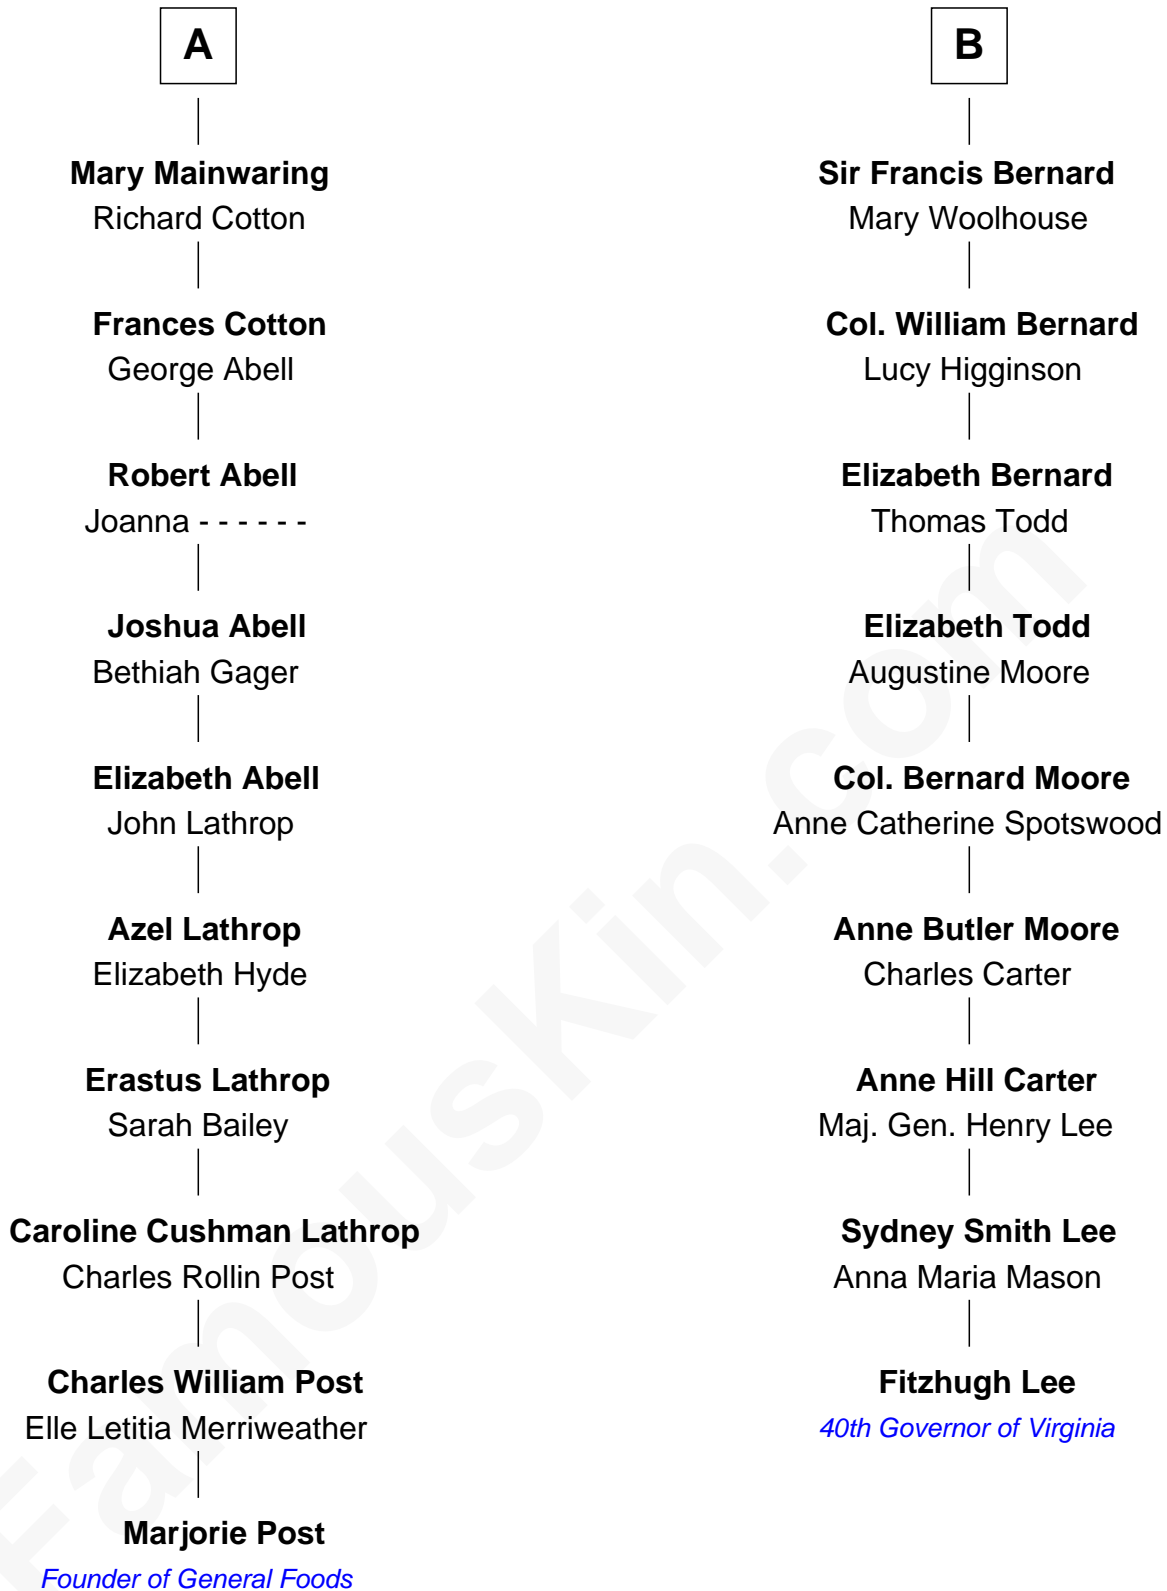 A
Mary Mainwaring
Richard Cotton
Frances Cotton
George Abell
Robert Abell
Joanna - - - - - -
Joshua Abell
Bethiah Gager
Elizabeth Abell
John Lathrop
Azel Lathrop
Elizabeth Hyde
Erastus Lathrop
Sarah Bailey
Caroline Cushman Lathrop
Charles Rollin Post
Charles William Post
Elle Letitia Merriweather
Marjorie Post
Founder of General Foods
B
Sir Francis Bernard
Mary Woolhouse
Col. William Bernard
Lucy Higginson
Elizabeth Bernard
Thomas Todd
Elizabeth Todd
Augustine Moore
Col. Bernard Moore
Anne Catherine Spotswood
Anne Butler Moore
Charles Carter
Anne Hill Carter
Maj. Gen. Henry Lee
Sydney Smith Lee
Anna Maria Mason
Fitzhugh Lee
40th Governor of Virginia
FamousKin.com